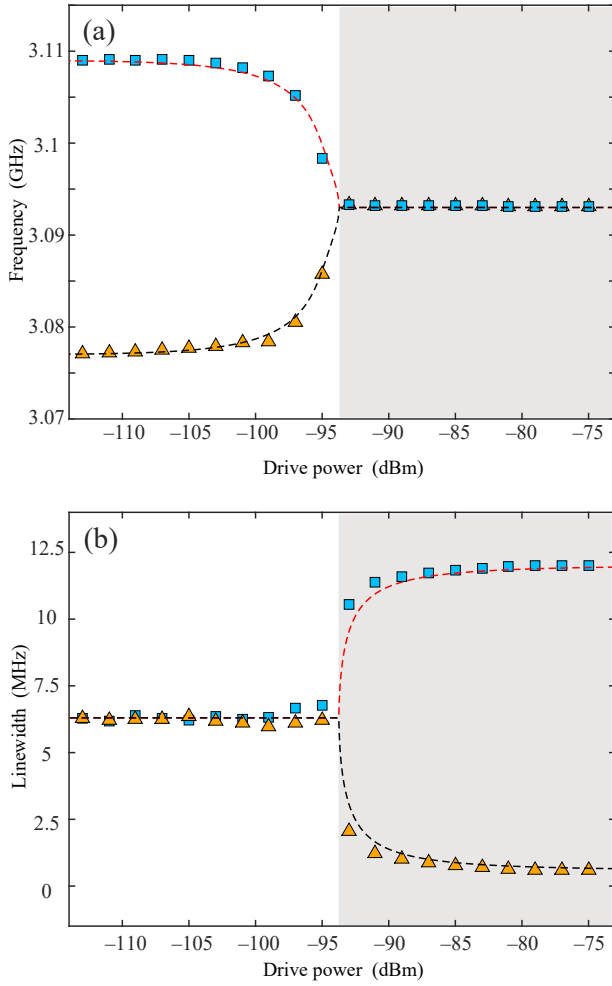 (a)
3.11
3.1
3.09
3.08
3.07
Frequency (GHz)
−110 −105 −100 −95 −90 −85 −80 −75
Drive power (dBm)
(b)
12.5
10
7.5
5
2.5
0
Linewidth (MHz)
−110 −105 −100 −95 −90 −85 −80 −75
Drive power (dBm)